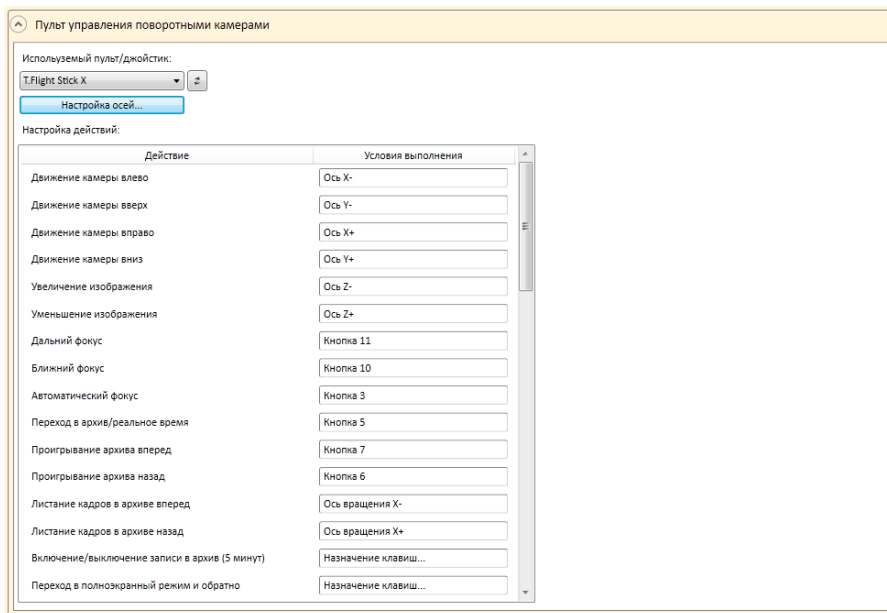 Пульт управления поворотными камерами
Используемый пульт/джойстик:
T.Flight Stick X
Настройка осей...
Настройка действий:
Действие Условия выполнения
Движение камеры влево Ось X-
Движение камеры вверх Ось Y-
Движение камеры вправо Ось X+
Движение камеры вниз Ось Y+
Увеличение изображения Ось Z-
Уменьшение изображения Ось Z+
Дальний фокус Кнопка 11
Ближний фокус Кнопка 10
Автоматический фокус Кнопка 3
Переход в архив/реальное время Кнопка 5
Проигрывание архива вперед Кнопка 7
Проигрывание архива назад Кнопка 6
Листание кадров в архиве вперед Ось вращения X-
Листание кадров в архиве назад Ось вращения X+
Включение/выключение записи в архив (5 минут) Назначение клавиш...
Переход в полноэкранный режим и обратно Назначение клавиш...